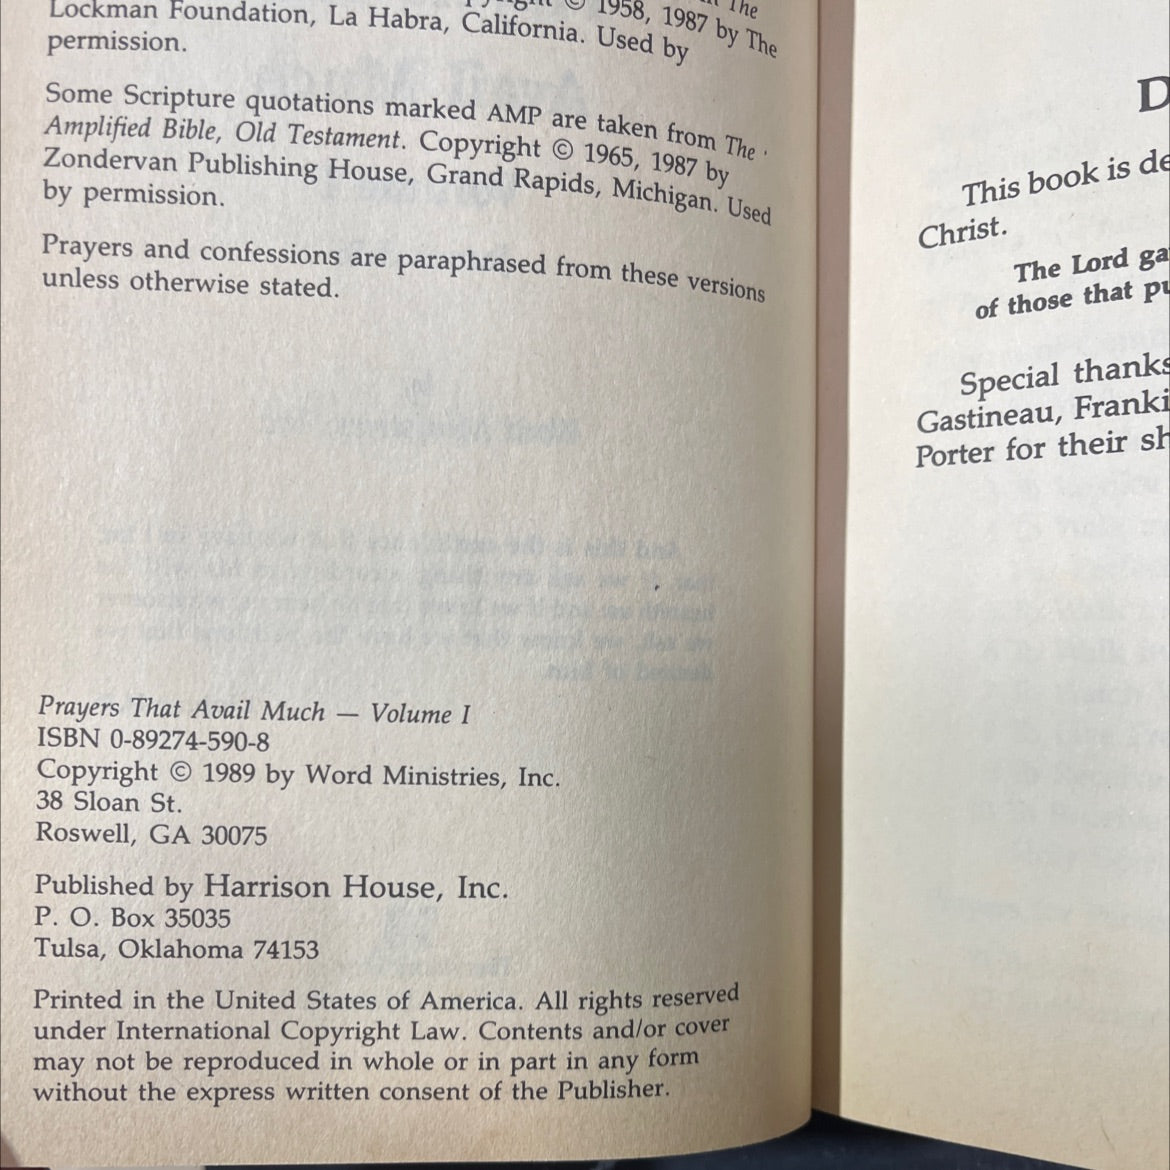 The
© 1958, 1987 by The
Lockman Foundation, La Habra, California. Used by
permission.
Some Scripture quotations marked AMP are taken from The
Amplified Bible, Old Testament. Copyright © 1965, 1987 by
Zondervan Publishing House, Grand Rapids, Michigan. Used
by permission.
Prayers and confessions are paraphrased from these versions
unless otherwise stated.
Prayers That Avail Much — Volume I
ISBN 0-89274-590-8
Copyright © 1989 by Word Ministries, Inc.
38 Sloan St.
Roswell, GA 30075
Published by Harrison House, Inc.
P. O. Box 35035
Tulsa, Oklahoma 74153
Printed in the United States of America. All rights reserved
under International Copyright Law. Contents and/or cover
may not be reproduced in whole or in part in any form
without the express written consent of the Publisher.
D
This book is de
Christ.
The Lord ga
of those that pu
Special thanks
Gastineau, Franki
Porter for their sh